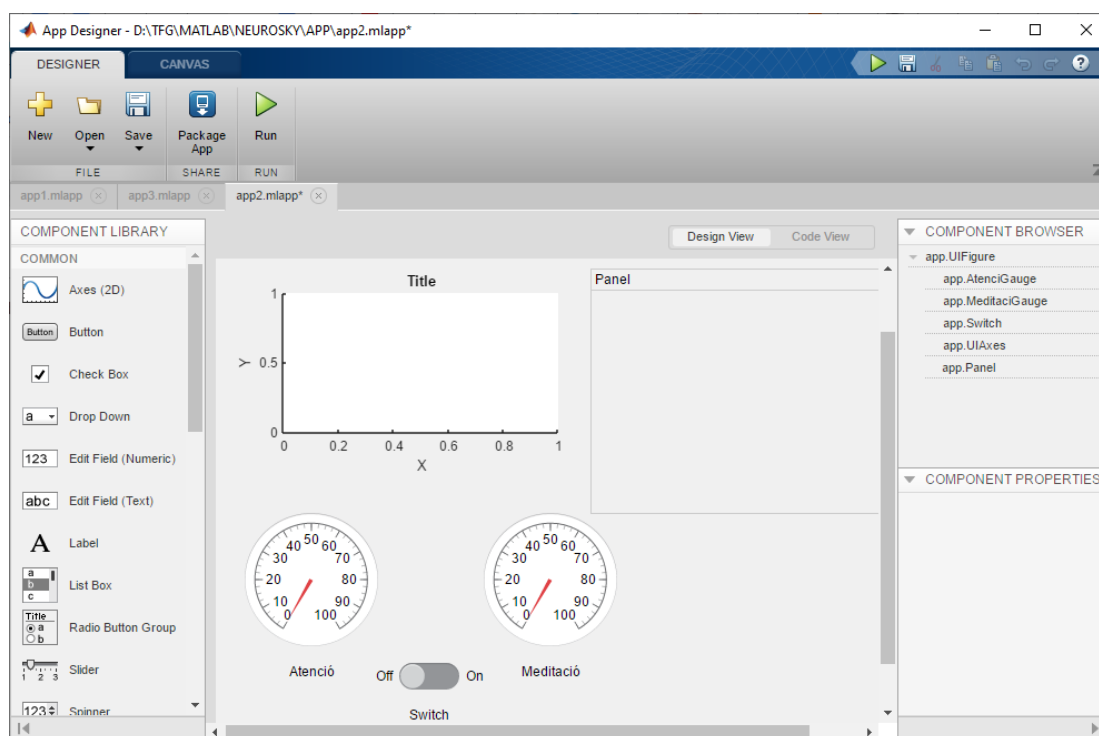 App Designer - D:\TFG\MATLAB\NEUROSKY\APP\app2.mlapp*
DESIGNER CANVAS
New Open Save Package App Run
FILE SHARE RUN
app1.mlapp app3.mlapp app2.mlapp*
COMPONENT LIBRARY
COMMON
Axes (2D)
Button Button
Check Box
a Drop Down
123 Edit Field (Numeric)
abc Edit Field (Text)
A Label
a
b
c
List Box
Title
a
b
Radio Button Group
1 2 3
Slider
123 Spinner
Design View Code View
Title
1
Y 0.5
0
0 0.2 0.4 0.6 0.8 1
X
Panel
0 10 20 30 40 50 60 70 80 90 100
Atenció
Off On
Switch
0 10 20 30 40 50 60 70 80 90 100
Meditació
COMPONENT BROWSER
app.UIFigure
app.AtenciGauge
app.MeditaciGauge
app.Switch
app.UIAxes
app.Panel
COMPONENT PROPERTIES